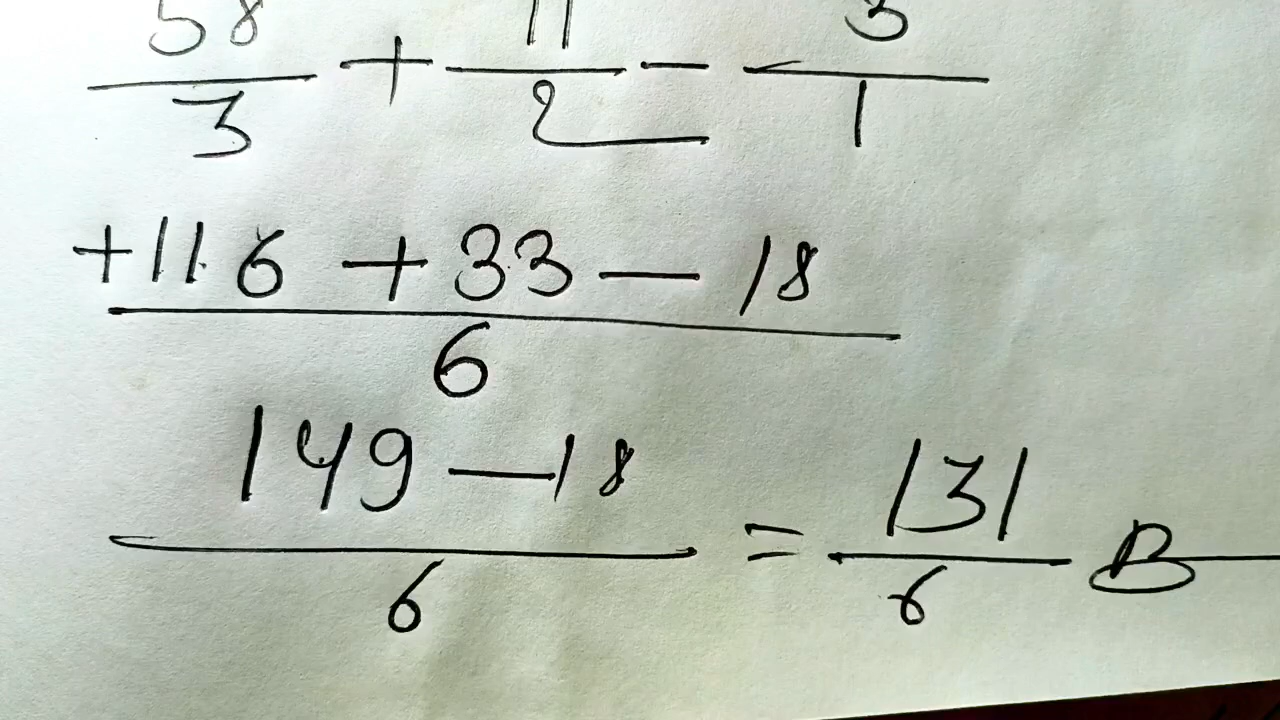 58/3 + 11/2 - 3/1
+116 + 33 - 18 / 6
149 - 18 / 6 = 131/6 B